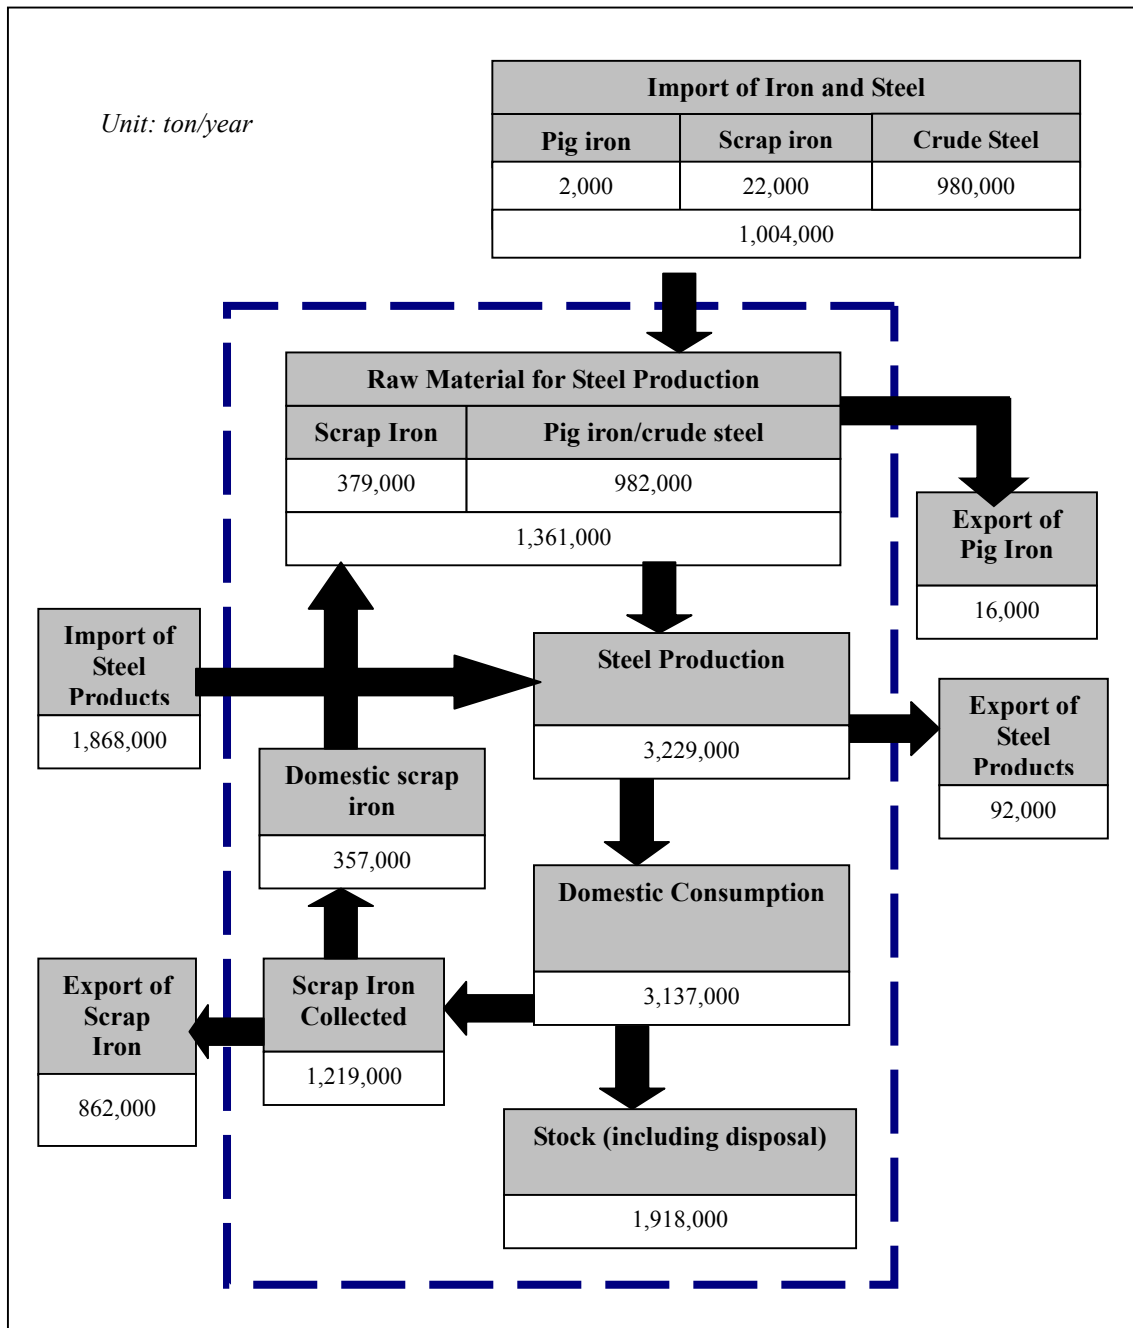 Unit: ton/year
Import of Iron and Steel
Pig iron
Scrap iron
Crude Steel
2,000
22,000
980,000
1,004,000
Raw Material for Steel Production
Scrap Iron
Pig iron/crude steel
379,000
982,000
1,361,000
Export of
Pig Iron
16,000
Import of
Steel
Products
1,868,000
Steel Production
3,229,000
Export of
Steel
Products
92,000
Domestic scrap
iron
357,000
Domestic Consumption
3,137,000
Export of
Scrap
Iron
862,000
Scrap Iron
Collected
1,219,000
Stock (including disposal)
1,918,000